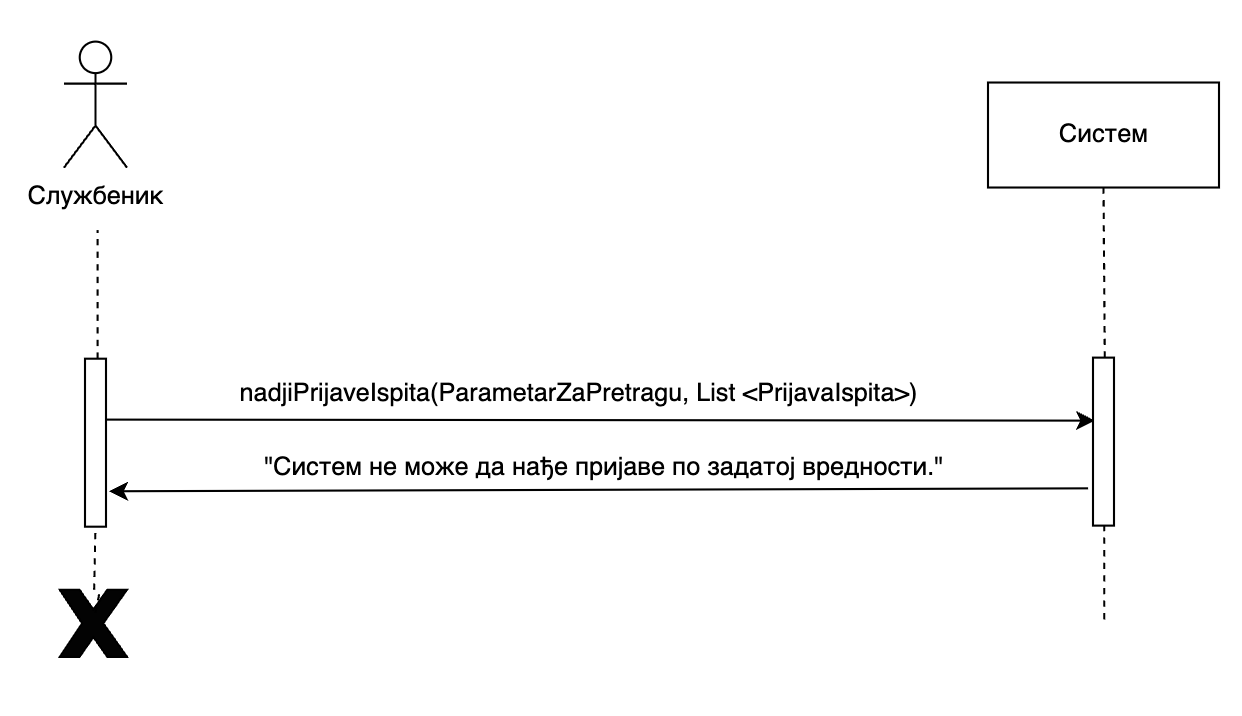 Службеник
Систем
nadjiPrijaveIspita(ParametarZaPretragu, List <PrijavaIspita>)
"Систем не може да нађе пријаве по задатој вредности."